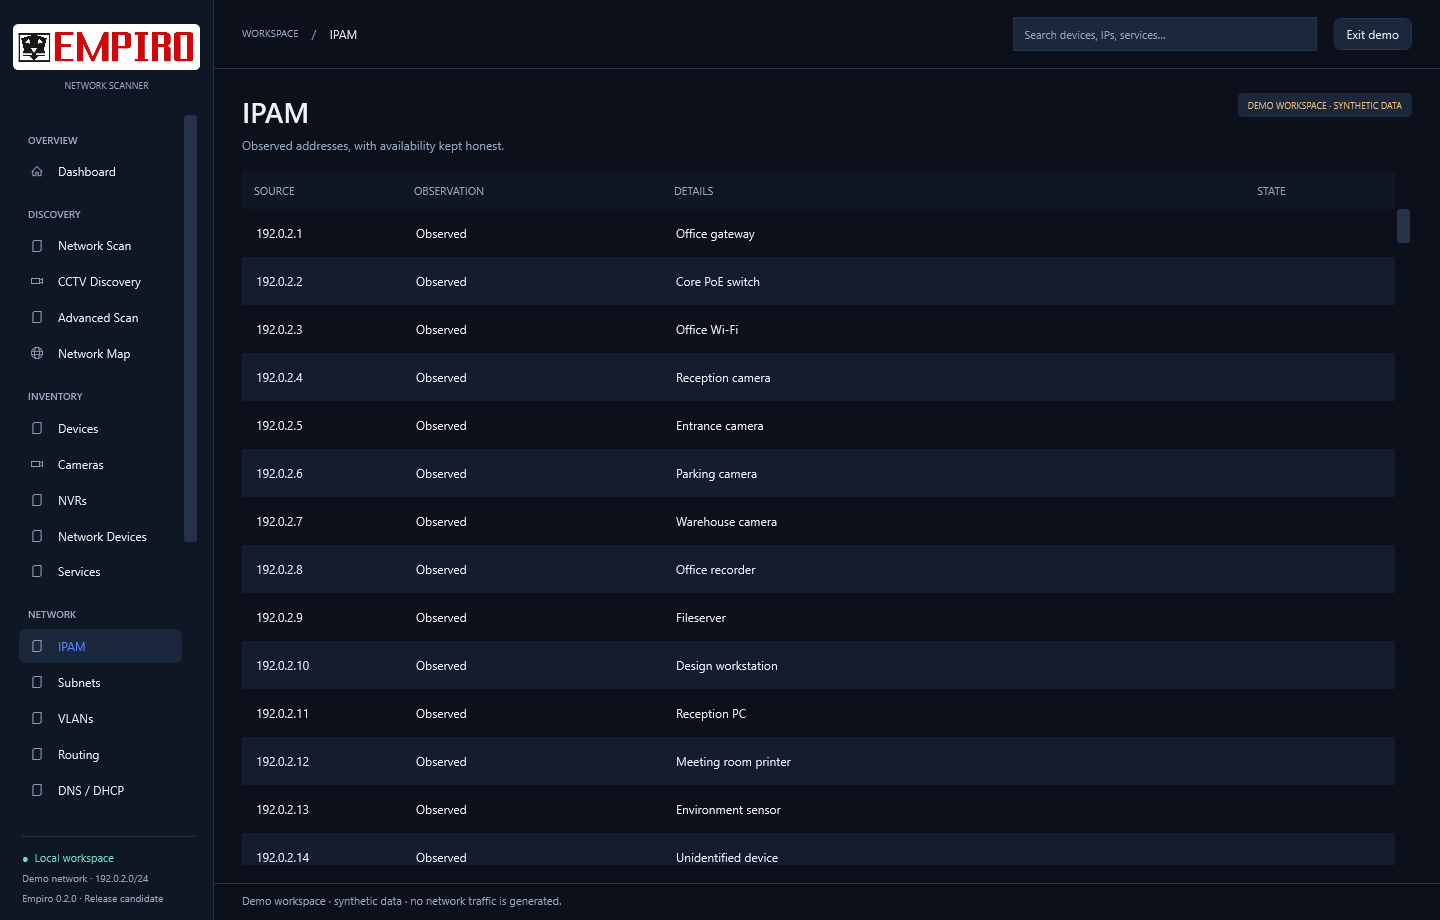 EMPIRO
NETWORK SCANNER
OVERVIEW
Dashboard
DISCOVERY
Network Scan
CCTV Discovery
Advanced Scan
Network Map
INVENTORY
Devices
Cameras
NVRs
Network Devices
Services
NETWORK
IPAM
Subnets
VLANs
Routing
DNS / DHCP
● Local workspace
Demo network · 192.0.2.0/24
Empiro 0.2.0 · Release candidate
WORKSPACE / IPAM
Search devices, IPs, services...
Exit demo
IPAM
DEMO WORKSPACE · SYNTHETIC DATA
Observed addresses, with availability kept honest.
SOURCE OBSERVATION DETAILS STATE
192.0.2.1 Observed Office gateway
192.0.2.2 Observed Core PoE switch
192.0.2.3 Observed Office Wi-Fi
192.0.2.4 Observed Reception camera
192.0.2.5 Observed Entrance camera
192.0.2.6 Observed Parking camera
192.0.2.7 Observed Warehouse camera
192.0.2.8 Observed Office recorder
192.0.2.9 Observed Fileserver
192.0.2.10 Observed Design workstation
192.0.2.11 Observed Reception PC
192.0.2.12 Observed Meeting room printer
192.0.2.13 Observed Environment sensor
192.0.2.14 Observed Unidentified device
Demo workspace · synthetic data · no network traffic is generated.